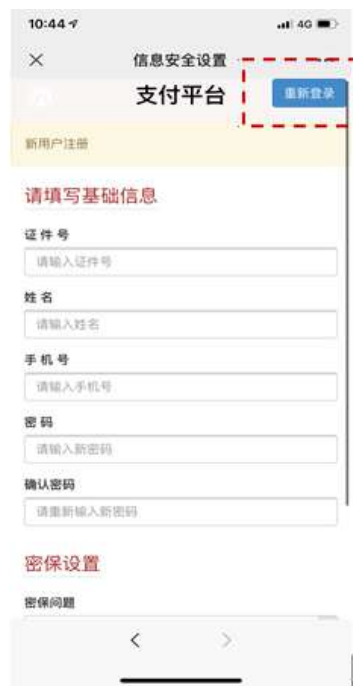 10:44
4G
信息安全设置
支付平台
重新登录
新用户注册
请填写基础信息
证件号
请输入证件号
姓名
请输入姓名
手机号
请输入手机号
密码
请输入新密码
确认密码
请重新输入新密码
密保设置
密保问题